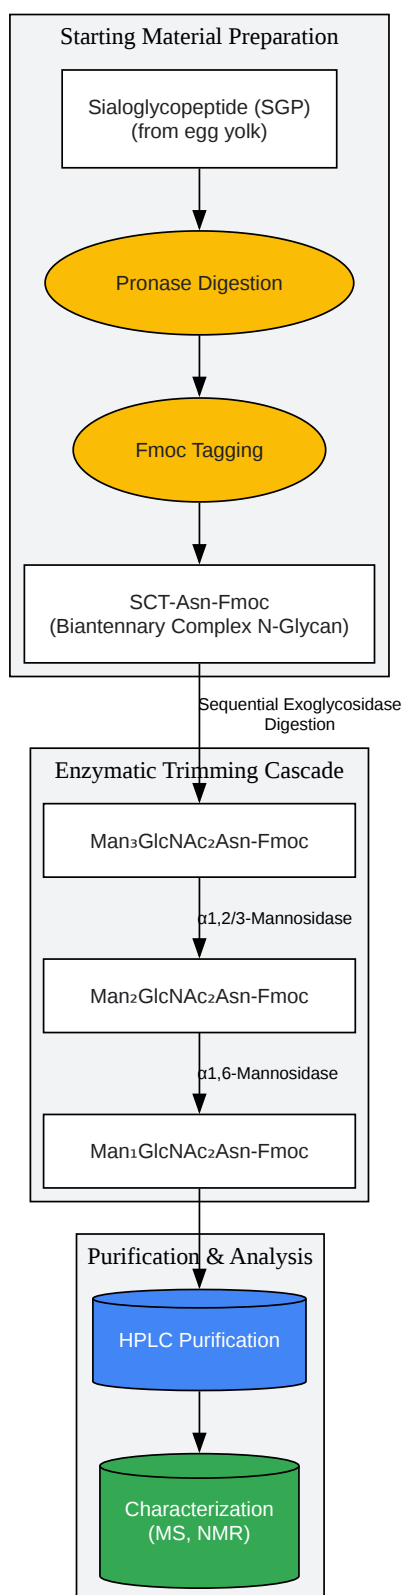 Starting Material Preparation
Sialoglycopeptide (SGP)
(from egg yolk)
Pronase Digestion
Fmoc Tagging
SCT-Asn-Fmoc
(Biantennary Complex N-Glycan)
Sequential Exoglycosidase
Digestion
Enzymatic Trimming Cascade
Man₃GlcNAc₂Asn-Fmoc
α1,2/3-Mannosidase
Man₂GlcNAc₂Asn-Fmoc
α1,6-Mannosidase
Man₁GlcNAc₂Asn-Fmoc
Purification & Analysis
HPLC Purification
Characterization
(MS, NMR)